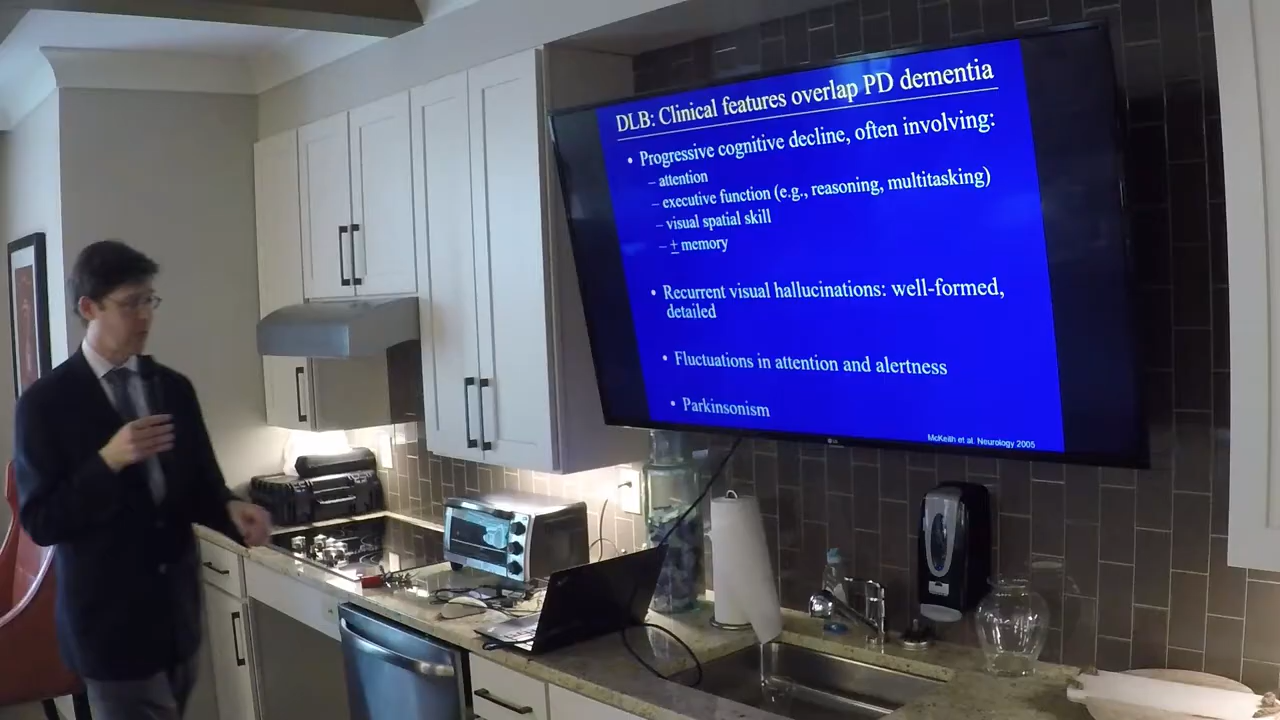 DLB: Clinical features overlap PD dementia
• Progressive cognitive decline, often involving:
– attention
– executive function (e.g., reasoning, multitasking)
– visual spatial skill
– ± memory
• Recurrent visual hallucinations: well-formed,
detailed
• Fluctuations in attention and alertness
• Parkinsonism
McKeith et al. Neurology 2005
LG